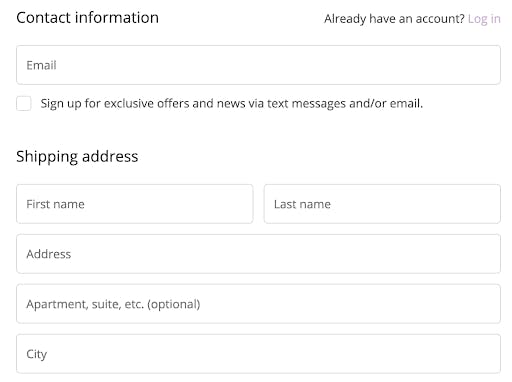 Contact information
Already have an account? Log in
Email
Sign up for exclusive offers and news via text messages and/or email.
Shipping address
First name
Last name
Address
Apartment, suite, etc. (optional)
City